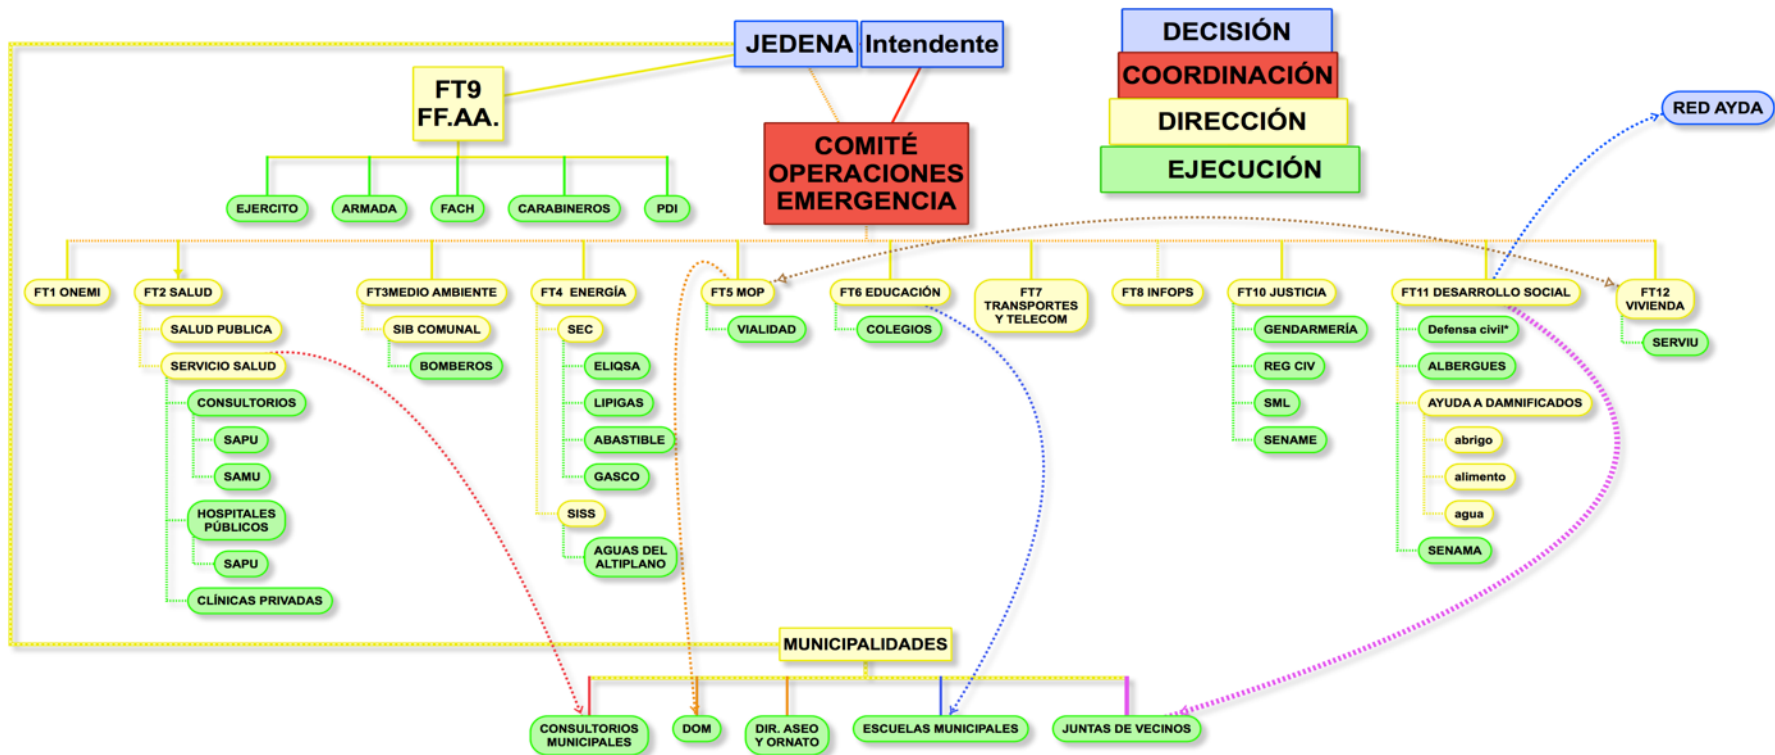 JEDENA
Intendente
DECISIÓN
COORDINACIÓN
DIRECCIÓN
EJECUCIÓN
RED AYDA
FT9
FF.AA.
COMITÉ
OPERACIONES
EMERGENCIA
EJERCITO
ARMADA
FACH
CARABINEROS
PDI
FT1 ONEMI
FT2 SALUD
SALUD PUBLICA
SERVICIO SALUD
CONSULTORIOS
SAPU
SAMU
HOSPITALES
PÚBLICOS
SAPU
CLÍNICAS PRIVADAS
FT3MEDIO AMBIENTE
SIB COMUNAL
BOMBEROS
FT4 ENERGÍA
SEC
ELIQSA
LIPIGAS
ABASTIBLE
GASCO
SISS
AGUAS DEL
ALTIPLANO
FT5 MOP
VIALIDAD
FT6 EDUCACIÓN
COLEGIOS
FT7
TRANSPORTES
Y TELECOM
FT8 INFOPS
FT10 JUSTICIA
GENDARMERÍA
REG CIV
SML
SENAME
FT11 DESARROLLO SOCIAL
Defensa civil*
ALBERGUES
AYUDA A DAMNIFICADOS
abrigo
alimento
agua
SENAMA
FT12
VIVIENDA
SERVIU
MUNICIPALIDADES
CONSULTORIOS
MUNICIPALES
DOM
DIR. ASEO
Y ORNATO
ESCUELAS MUNICIPALES
JUNTAS DE VECINOS